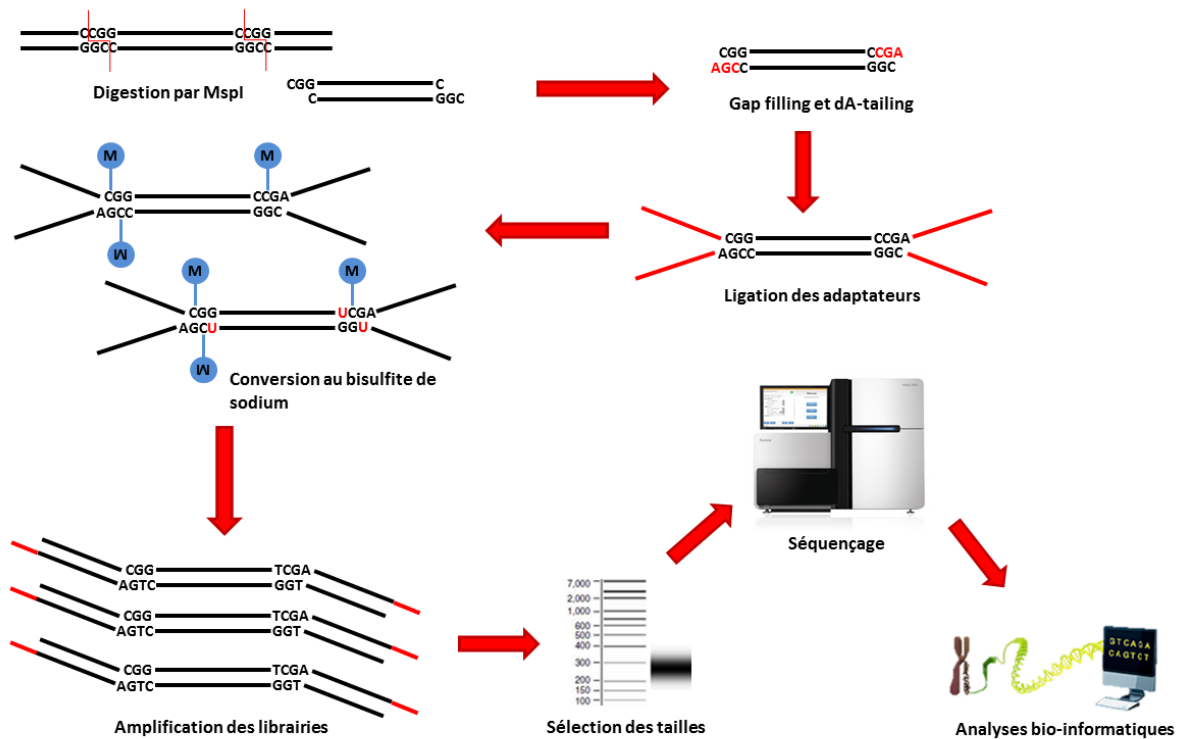 CCGG CCGG
GGCC GGCC
Digestion par MspI
CGG C
C GGC
CGG CCGA
AGCC GGC
Gap filling et dA-tailing
M M
CGG CCGA
AGCC GGC
M
CGG CCGA
AGCC GGC
Ligation des adaptateurs
M M
CGG UCGA
AGCU GGU
M
Conversion au bisulfite de
sodium
Séquençage
CGG TCGA
AGTC GGT
CGG TCGA
AGTC GGT
CGG TCGA
AGTC GGT
Amplification des librairies
7,000
2,000
1,000
600
500
400
300
200
150
100
Sélection des tailles
GTCAGA
CAGTCT
Analyses bio-informatiques